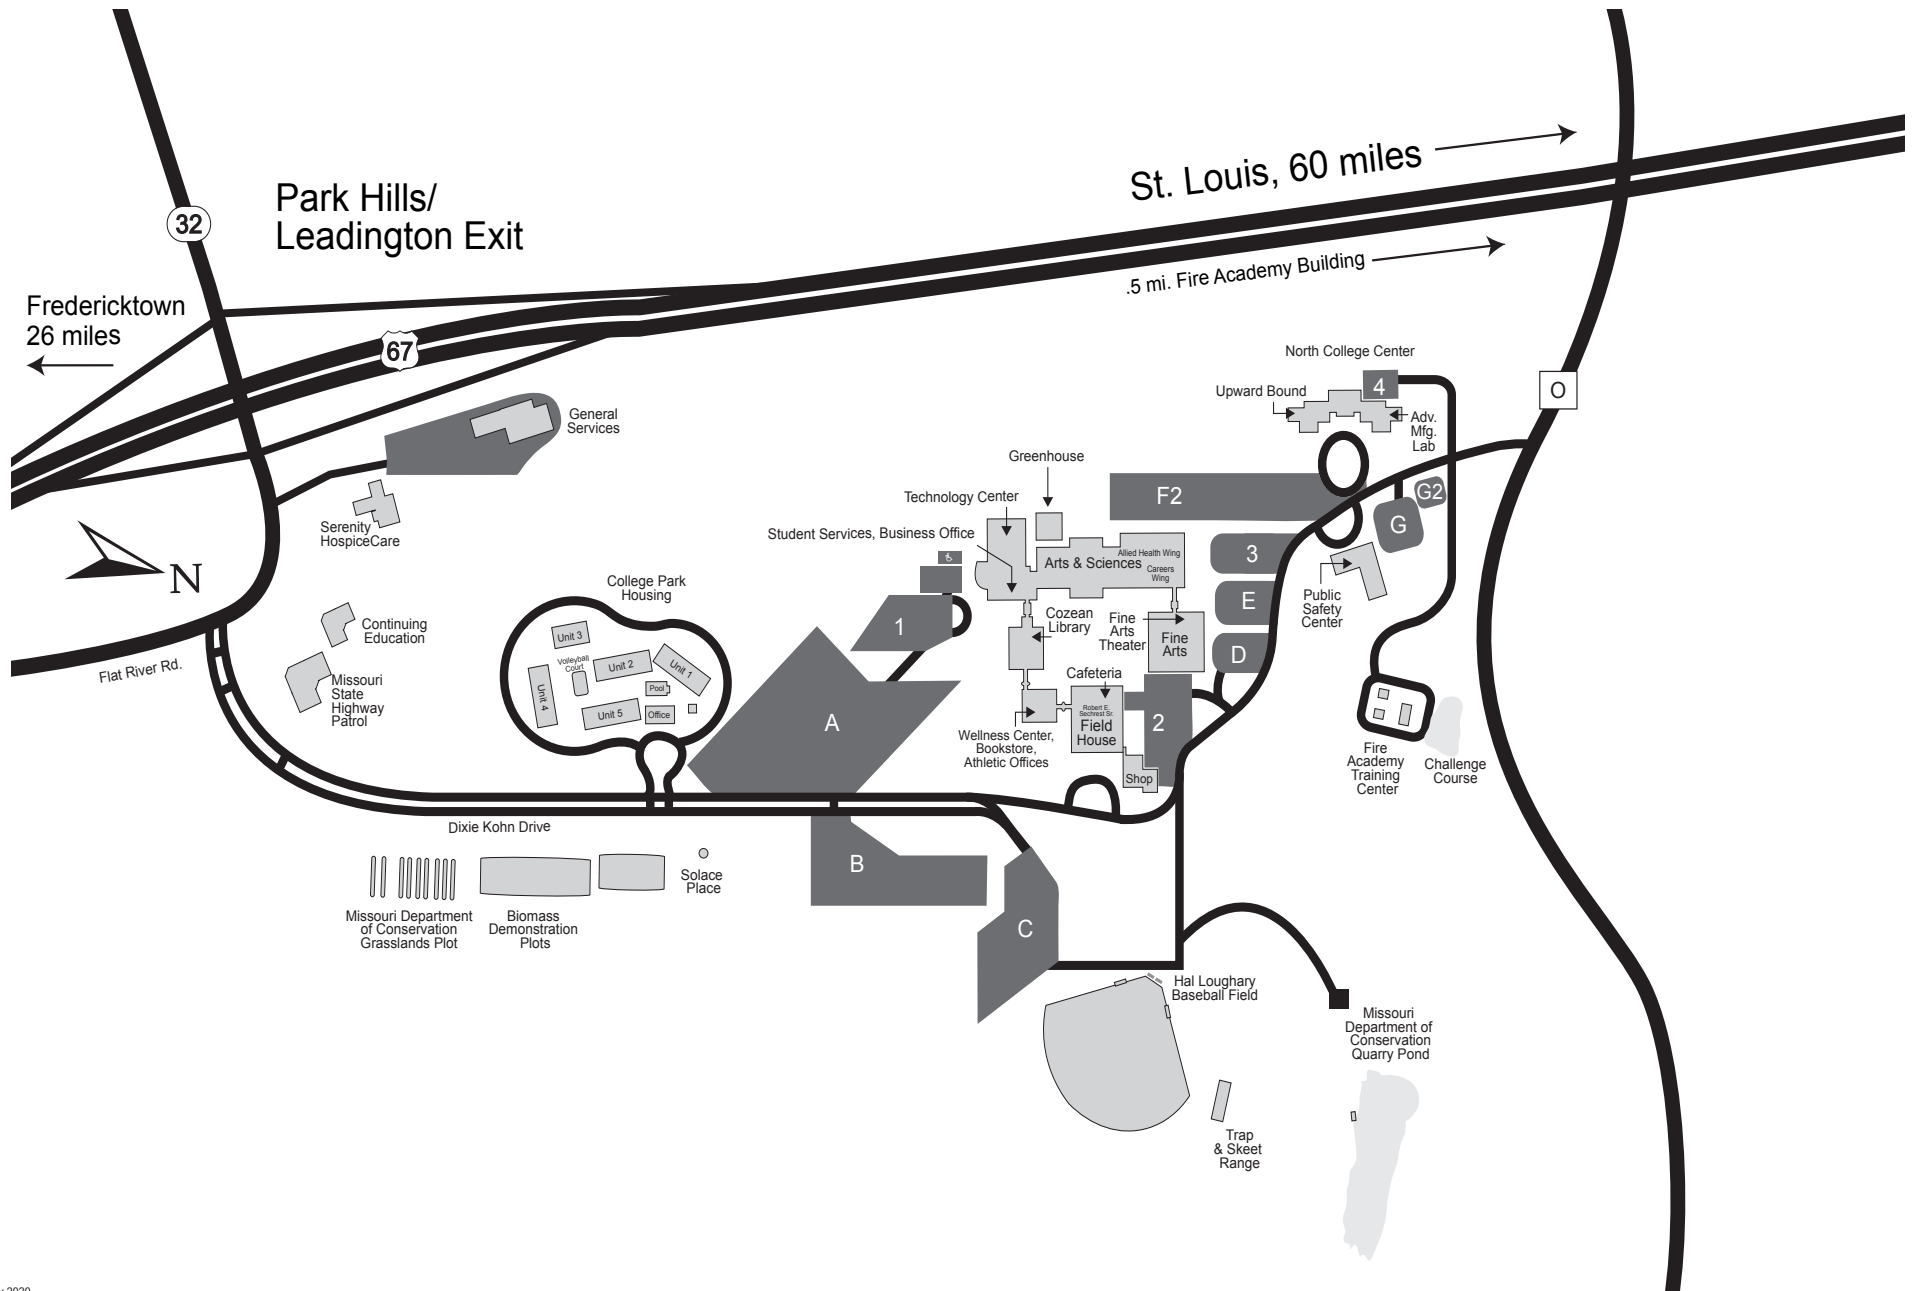 St. Louis, 60 miles
Park Hills/
Leadington Exit
32
.5 mi. Fire Academy Building
Fredericktown
26 miles
67
North College Center
O
4
Upward Bound
Adv.
Mfg.
Lab
General
Services
Greenhouse
Technology Center
F2
G2
G
Serenity
HospiceCare
Student Services, Business Office
3
Allied Health Wing
Arts & Sciences
Careers
Wing
N
College Park
Housing
Public
Safety
Center
E
Continuing
Education
1
Cozean
Library
Fine
Arts
Theater
Fine
Arts
D
Unit 3
Volleyball
Court
Unit 2
Unit 1
Unit 4
Pool
Unit 5
Office
Flat River Rd.
Missouri
State
Highway
Patrol
A
Cafeteria
Robert E.
Sechrest Sr.
Field
House
2
Wellness Center,
Bookstore,
Athletic Offices
Shop
Fire
Academy
Training
Center
Challenge
Course
Dixie Kohn Drive
B
Solace
Place
Missouri Department
of Conservation
Grasslands Plot
Biomass
Demonstration
Plots
C
Hal Loughary
Baseball Field
Missouri
Department of
Conservation
Quarry Pond
Trap
& Skeet
Range